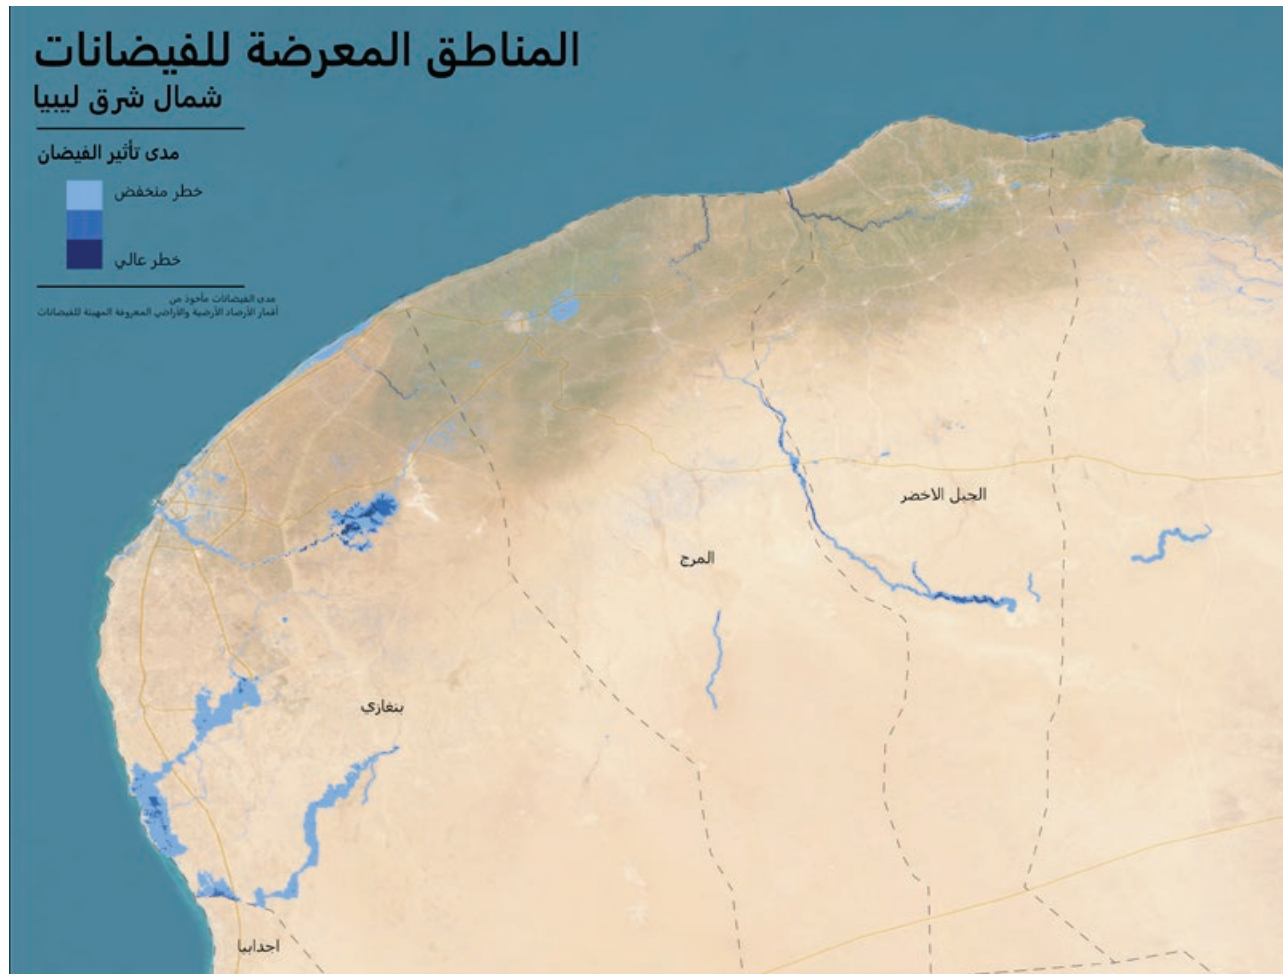 المناطق المعرضة للفيضانات
شمال شرق ليبيا
مدى تأثير الفيضان
خطر منخفض
خطر عالي
مدى الفيضانات مأخوذ من
أقمار الأرصاد الأرضية والأراضي المعروفة المهيئة للفيضانات
الجبل الاخضر
المرج
بنغازي
اجدابيا